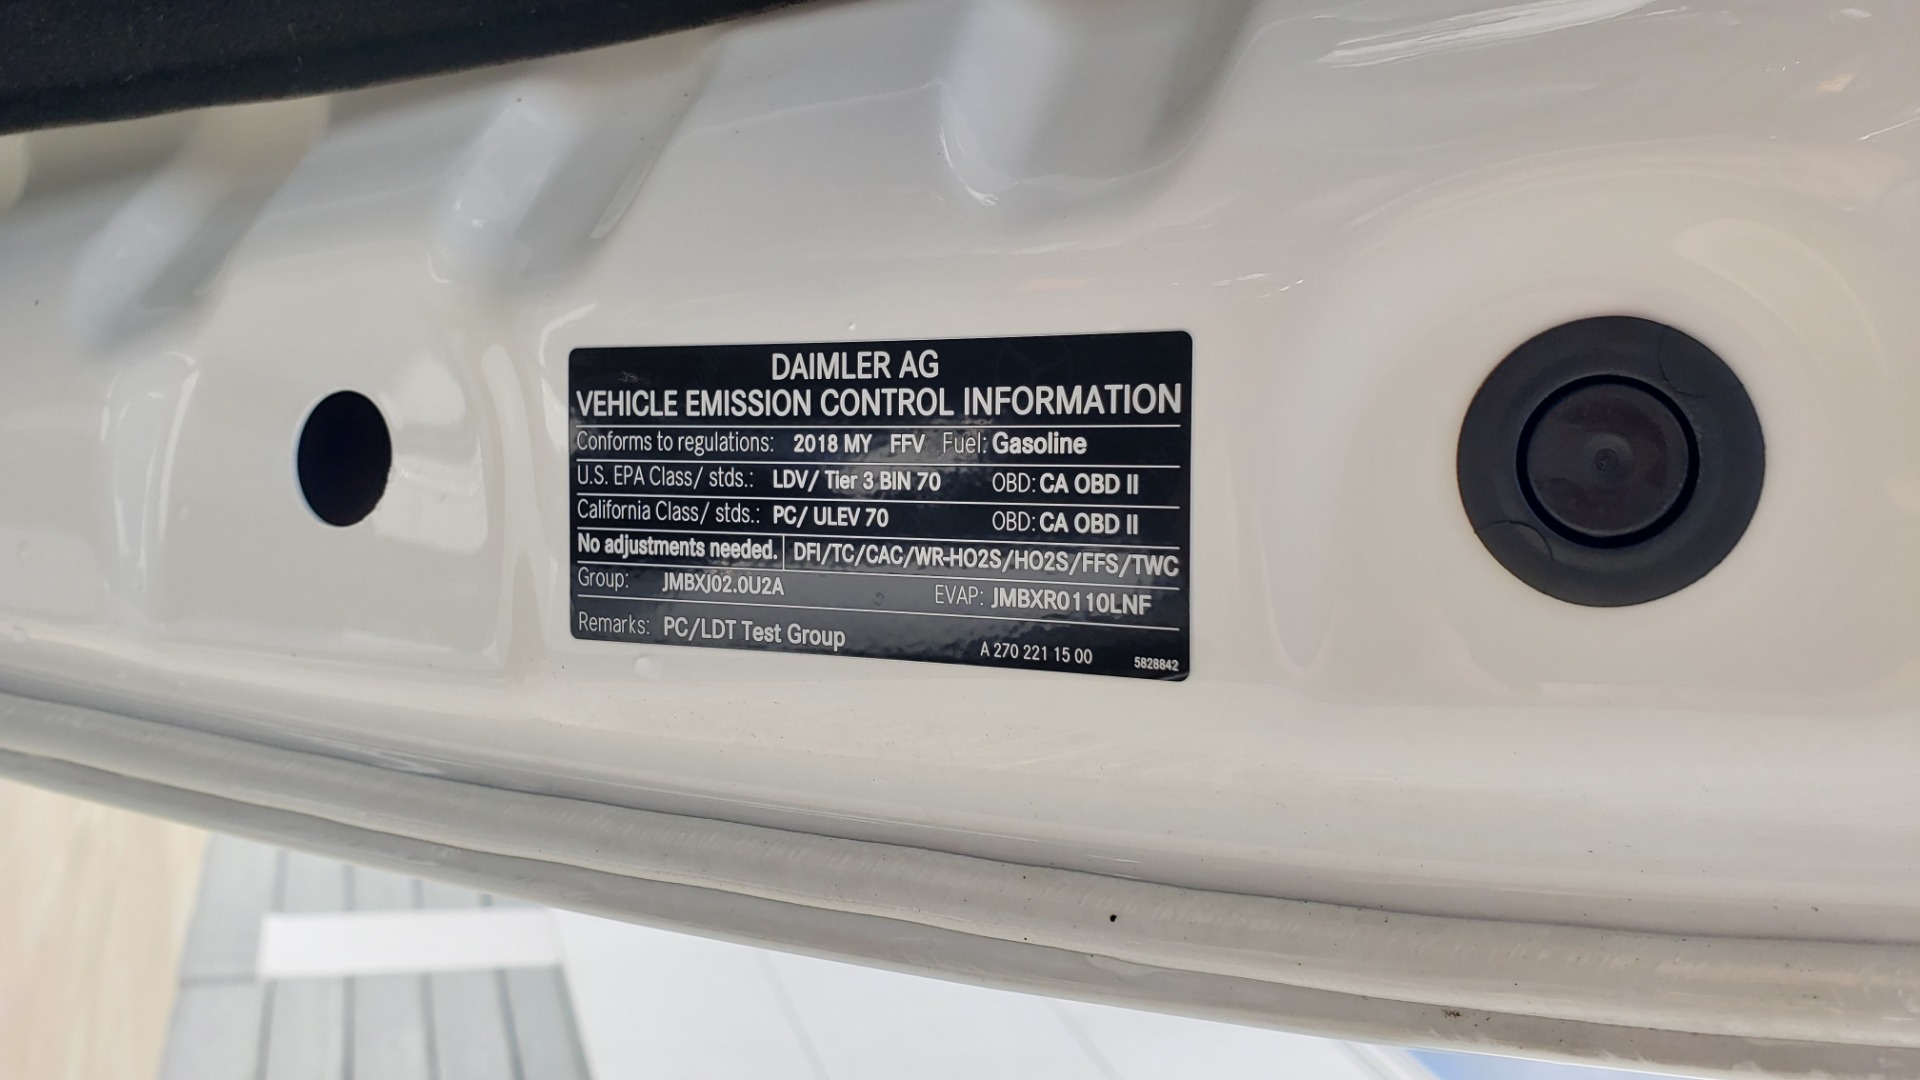 DAIMLER AG
VEHICLE EMISSION CONTROL INFORMATION
Conforms to regulations: 2018 MY FFV Fuel: Gasoline
U.S. EPA Class/ stds.: LDV/ Tier 3 BIN 70 OBD: CA OBD II
California Class/ stds.: PC/ ULEV 70 OBD: CA OBD II
No adjustments needed. DFI/TC/CAC/WR-HO2S/HO2S/FFS/TWC
Group: JMBXJ02.0U2A EVAP: JMBXR0110LNF
Remarks: PC/LDT Test Group
A 270 221 15 00 5828842